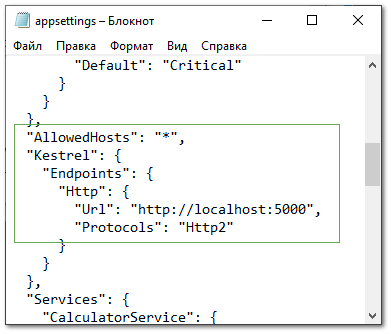 appsettings – Блокнот
Файл Правка Формат Вид Справка
"Default": "Critical"
}
}
},
"AllowedHosts": "*",
"Kestrel": {
"Endpoints": {
"Http": {
"Url": "http://localhost:5000",
"Protocols": "Http2"
}
}
},
"Services": {
"CalculatorService": {